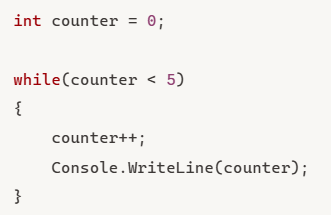 int counter = 0;

while(counter < 5)
{
    counter++;
    Console.WriteLine(counter);
}